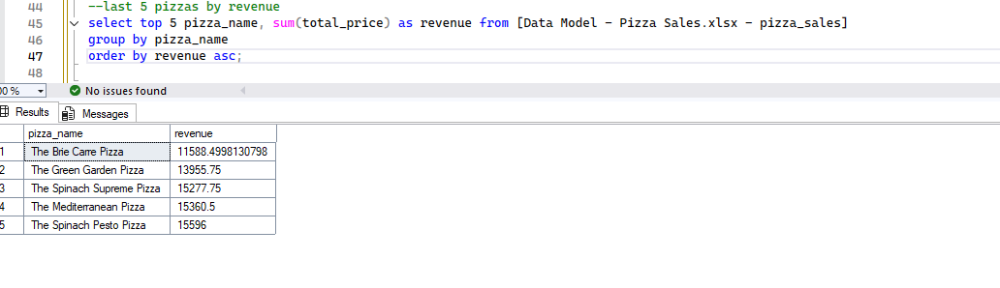 44 --last 5 pizzas by revenue
45 select top 5 pizza_name, sum(total_price) as revenue from [Data Model - Pizza Sales.xlsx - pizza_sales]
46 group by pizza_name
47 order by revenue asc;
48
00 % No issues found
Results Messages
pizza_name revenue
1 The Brie Carre Pizza 11588.4998130798
2 The Green Garden Pizza 13955.75
3 The Spinach Supreme Pizza 15277.75
4 The Mediterranean Pizza 15360.5
5 The Spinach Pesto Pizza 15596